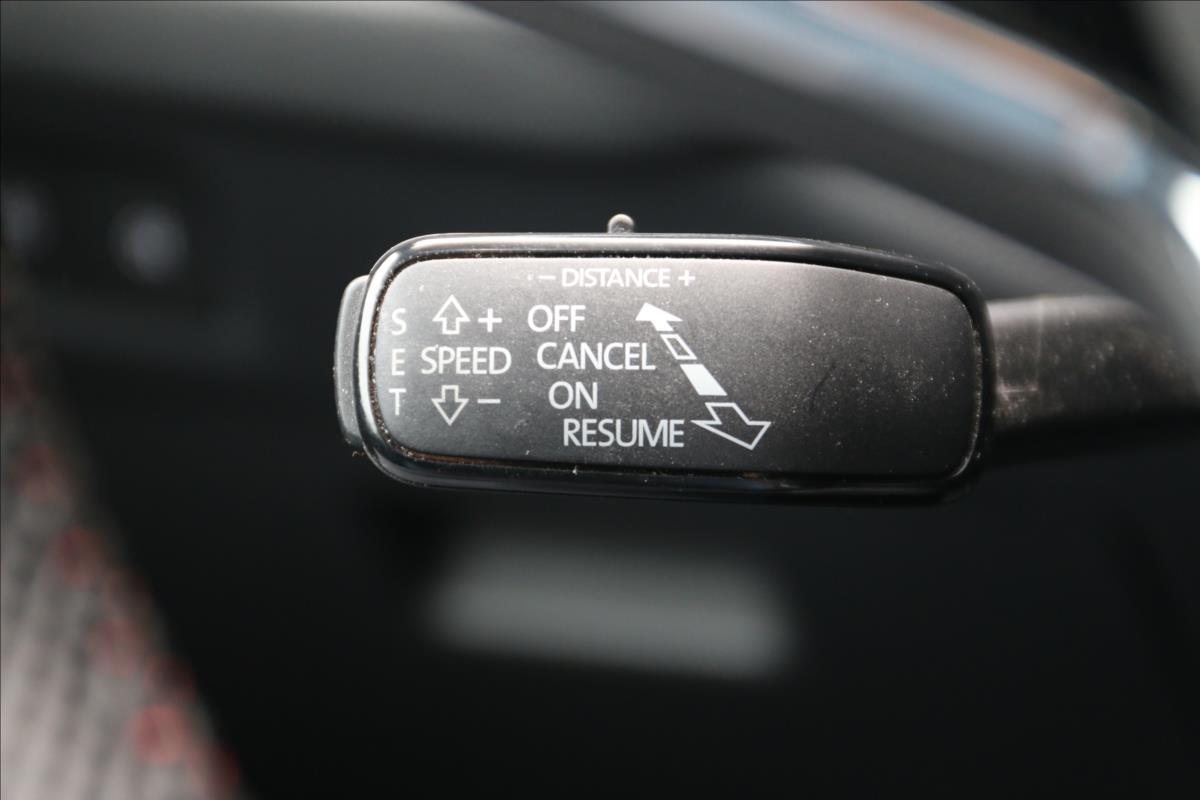 - DISTANCE +
S + OFF
E SPEED CANCEL
T - ON
RESUME